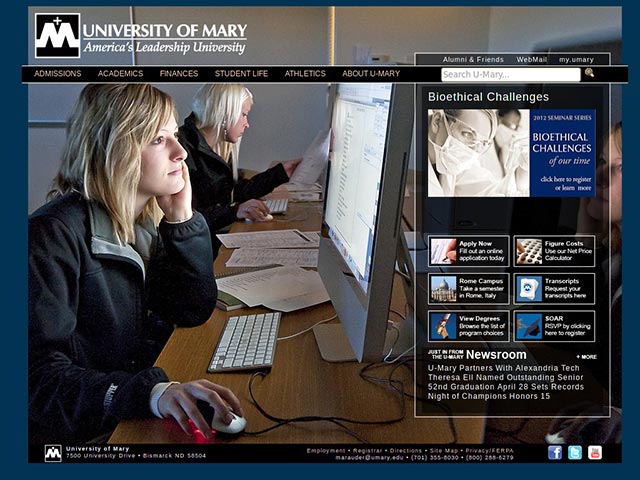 UNIVERSITY OF MARY
America's Leadership University
Alumni & Friends WebMail my.umary
ADMISSIONS ACADEMICS FINANCES STUDENT LIFE ATHLETICS ABOUT U-MARY
Search U-Mary...
Bioethical Challenges
2012 SEMINAR SERIES
BIOETHICAL
CHALLENGES
of our time
click here to register
or learn more
Apply Now
Fill out an online
application today
Figure Costs
Use our Net Price
Calculator
Rome Campus
Take a semester
in Rome, Italy
Transcripts
Request your
transcripts here
View Degrees
Browse the list of
program choices
SOAR
RSVP by clicking
here to register
JUST IN FROM
THE U-MARY Newsroom + MORE
U-Mary Partners With Alexandria Tech
Theresa Ell Named Outstanding Senior
52nd Graduation April 28 Sets Records
Night of Champions Honors 15
University of Mary
7500 University Drive • Bismarck ND 58504
Employment • Registrar • Directions • Site Map • Privacy/FERPA
marauder@umary.edu • (701) 355-8030 • (800) 288-6279